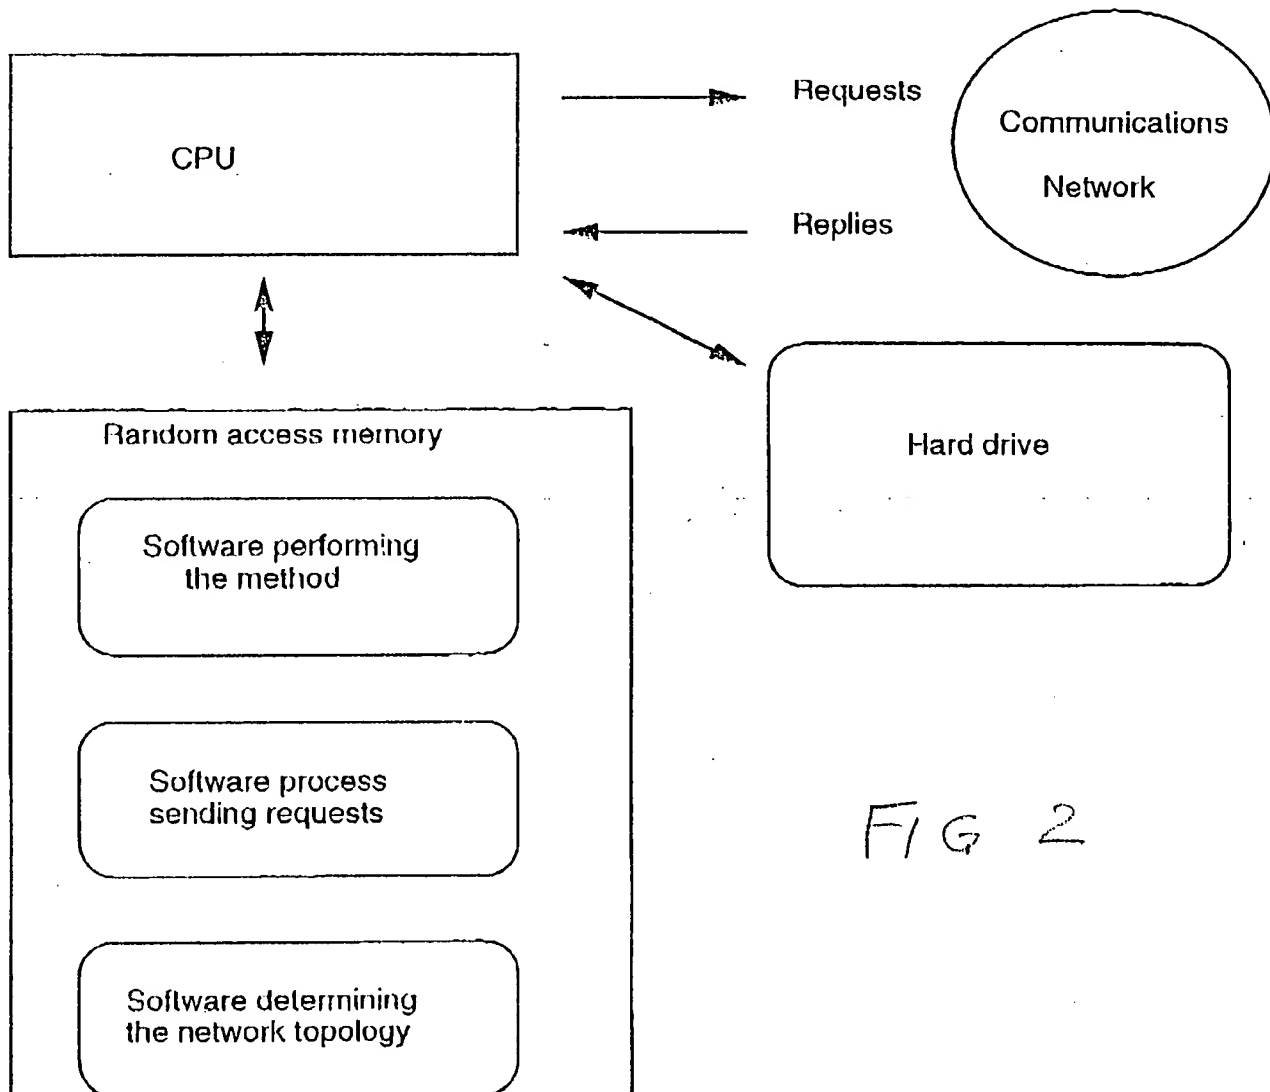 CPU
Requests
Replies
Communications
Network
Random access memory
Hard drive
Software performing
the method
Software process
sending requests
Software determining
the network topology
FIG 2